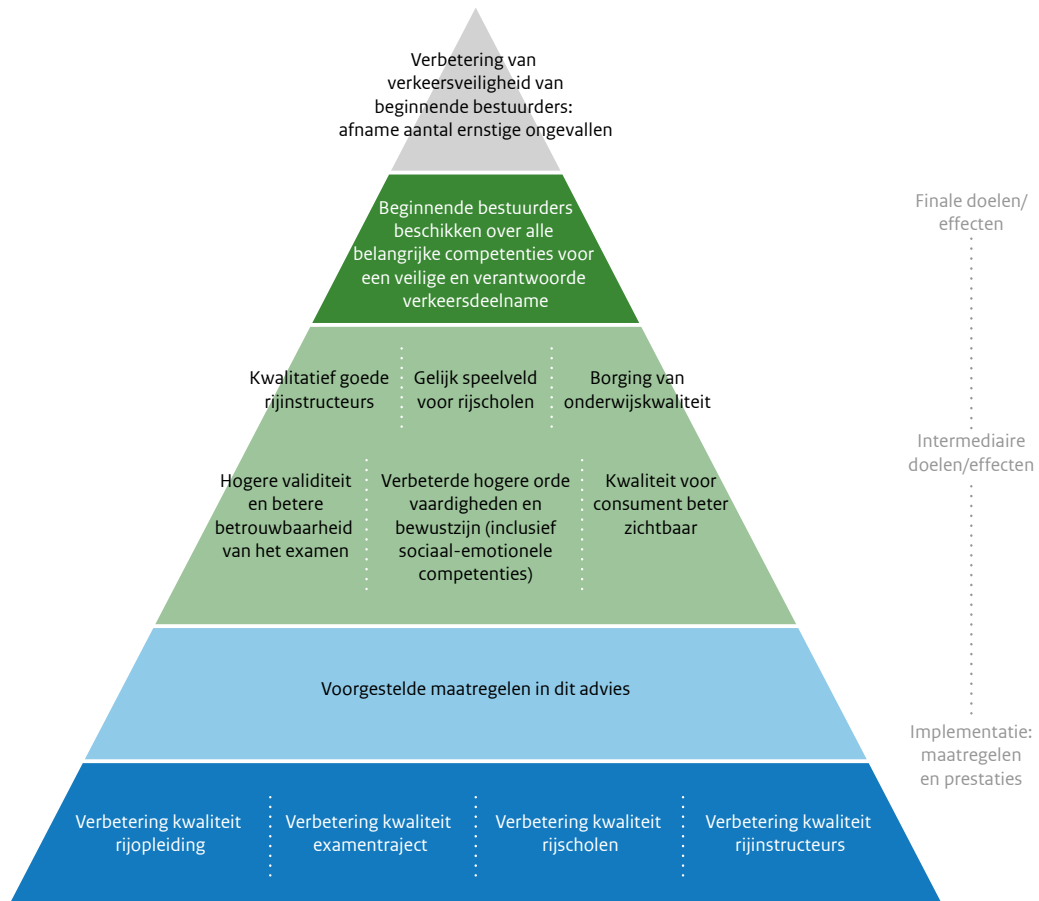 Verbetering van
verkeersveiligheid van
beginnende bestuurders:
afname aantal ernstige ongevallen
Beginnende bestuurders
beschikken over alle
belangrijke competenties voor
een veilige en verantwoorde
verkeersdeelname
Kwalitatief goede
rijinstructeurs
Gelijk speelveld
voor rijscholen
Borging van
onderwijskwaliteit
Hogere validiteit
en betere
betrouwbaarheid
van het examen
Verbeterde hogere orde
vaardigheden en
bewustzijn (inclusief
sociaal-emotionele
competenties)
Kwaliteit voor
consument beter
zichtbaar
Voorgestelde maatregelen in dit advies
Verbetering kwaliteit
rijopleiding
Verbetering kwaliteit
examentraject
Verbetering kwaliteit
rijscholen
Verbetering kwaliteit
rijinstructeurs
Finale doelen/
effecten
Intermediaire
doelen/effecten
Implementatie:
maatregelen
en prestaties